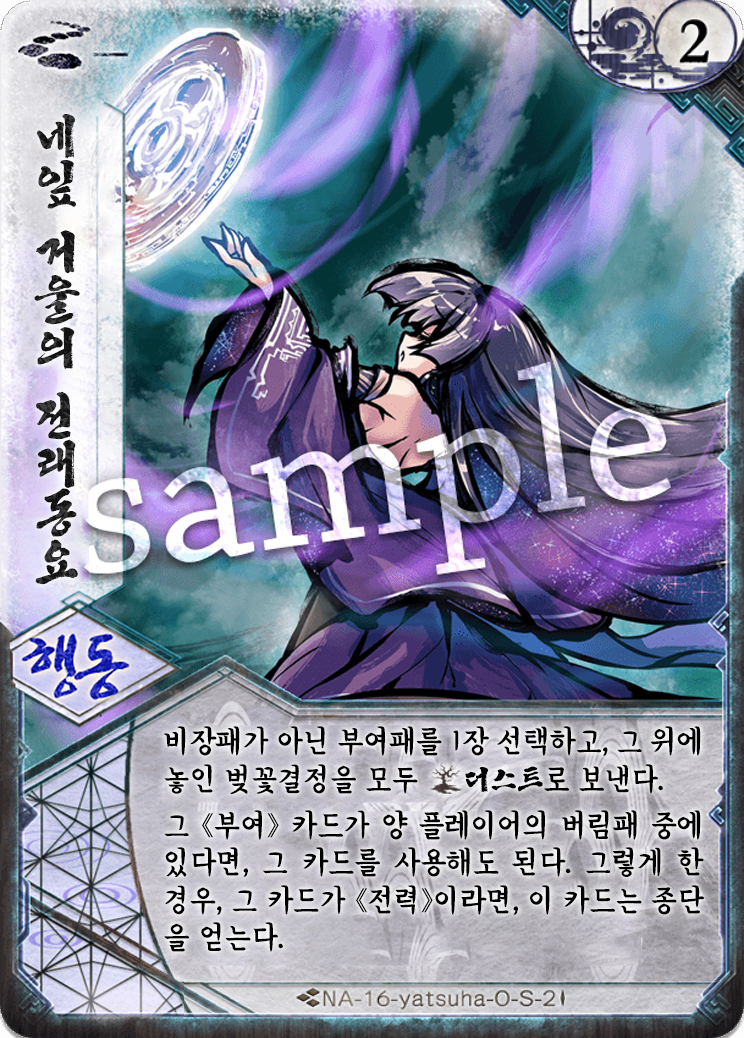 2
네잎 거울의 전래동요
sample
행동
비장패가 아닌 부여패를 1장 선택하고, 그 위에
놓인 벚꽃결정을 모두 더스트로 보낸다.
그 《부여》 카드가 양 플레이어의 버림패 중에
있다면, 그 카드를 사용해도 된다. 그렇게 한
경우, 그 카드가 《전력》이라면, 이 카드는 종단
을 얻는다.
NA-16-yatsuha-O-S-2